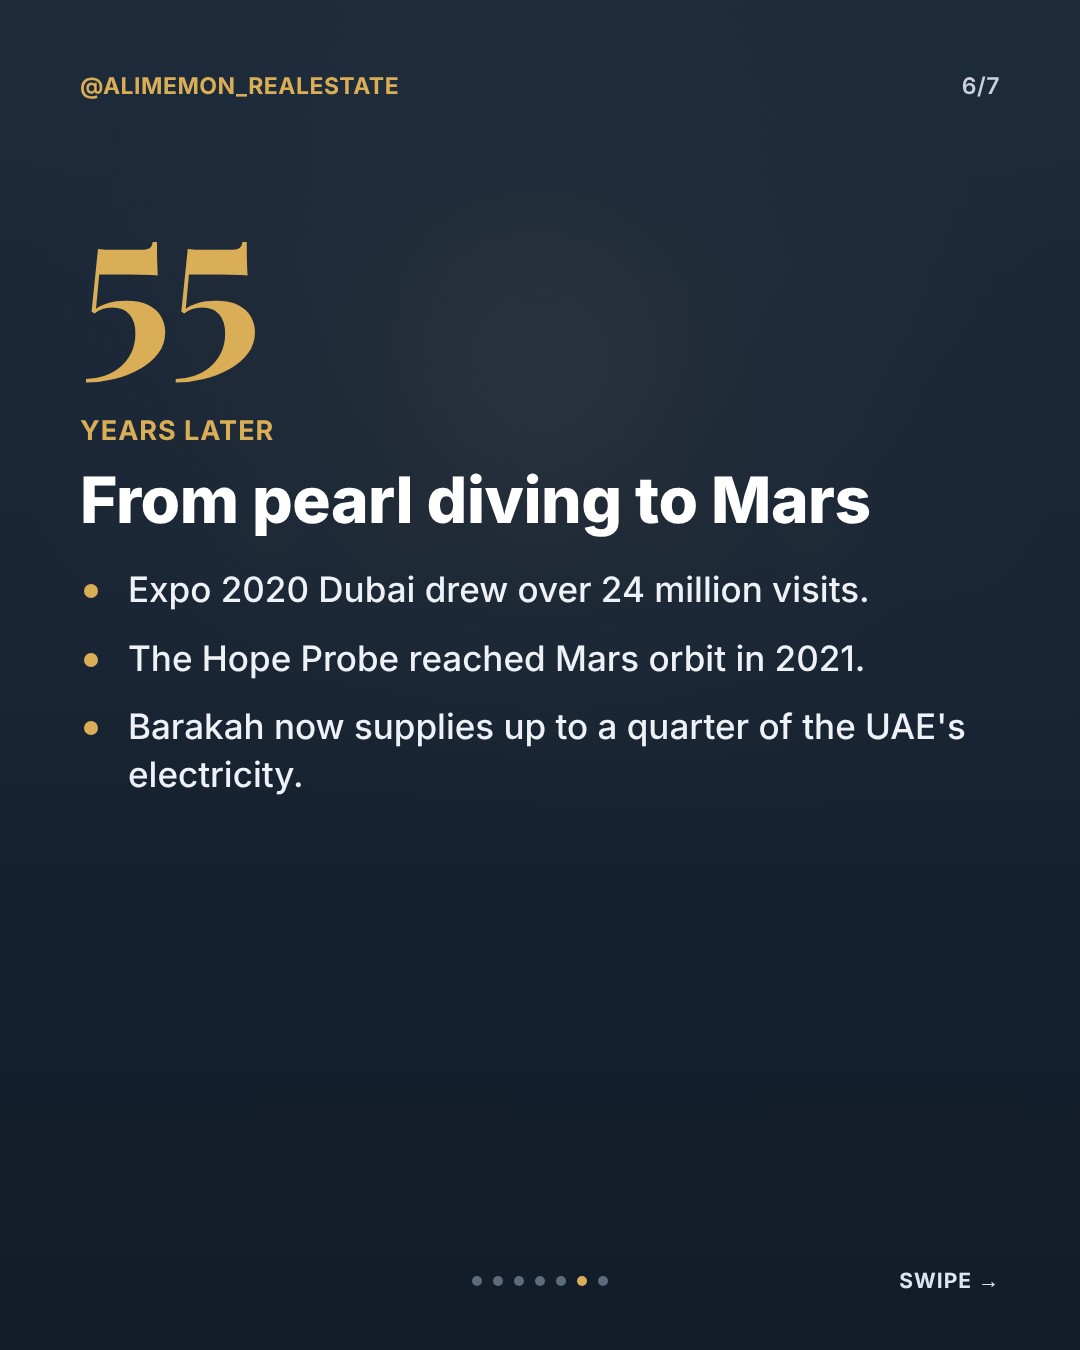 @ALIMEMON_REALESTATE
6/7
55
YEARS LATER
From pearl diving to Mars
• Expo 2020 Dubai drew over 24 million visits.
• The Hope Probe reached Mars orbit in 2021.
• Barakah now supplies up to a quarter of the UAE's
electricity.
SWIPE →